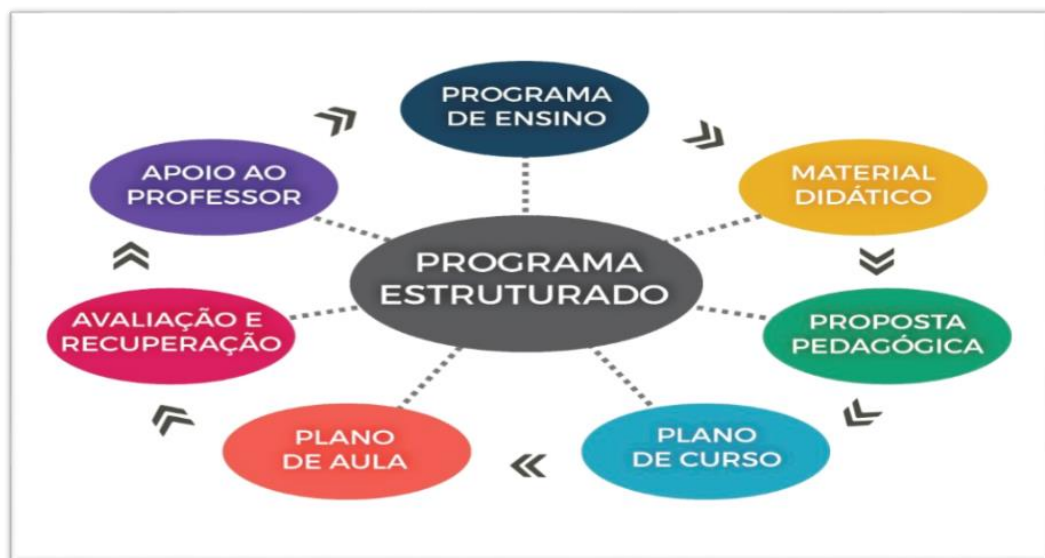 PROGRAMA
DE ENSINO
MATERIAL
DIDÁTICO
PROPOSTA
PEDAGÓGICA
PLANO
DE CURSO
PLANO
DE AULA
AVALIAÇÃO E
RECUPERAÇÃO
APOIO AO
PROFESSOR
PROGRAMA
ESTRUTURADO